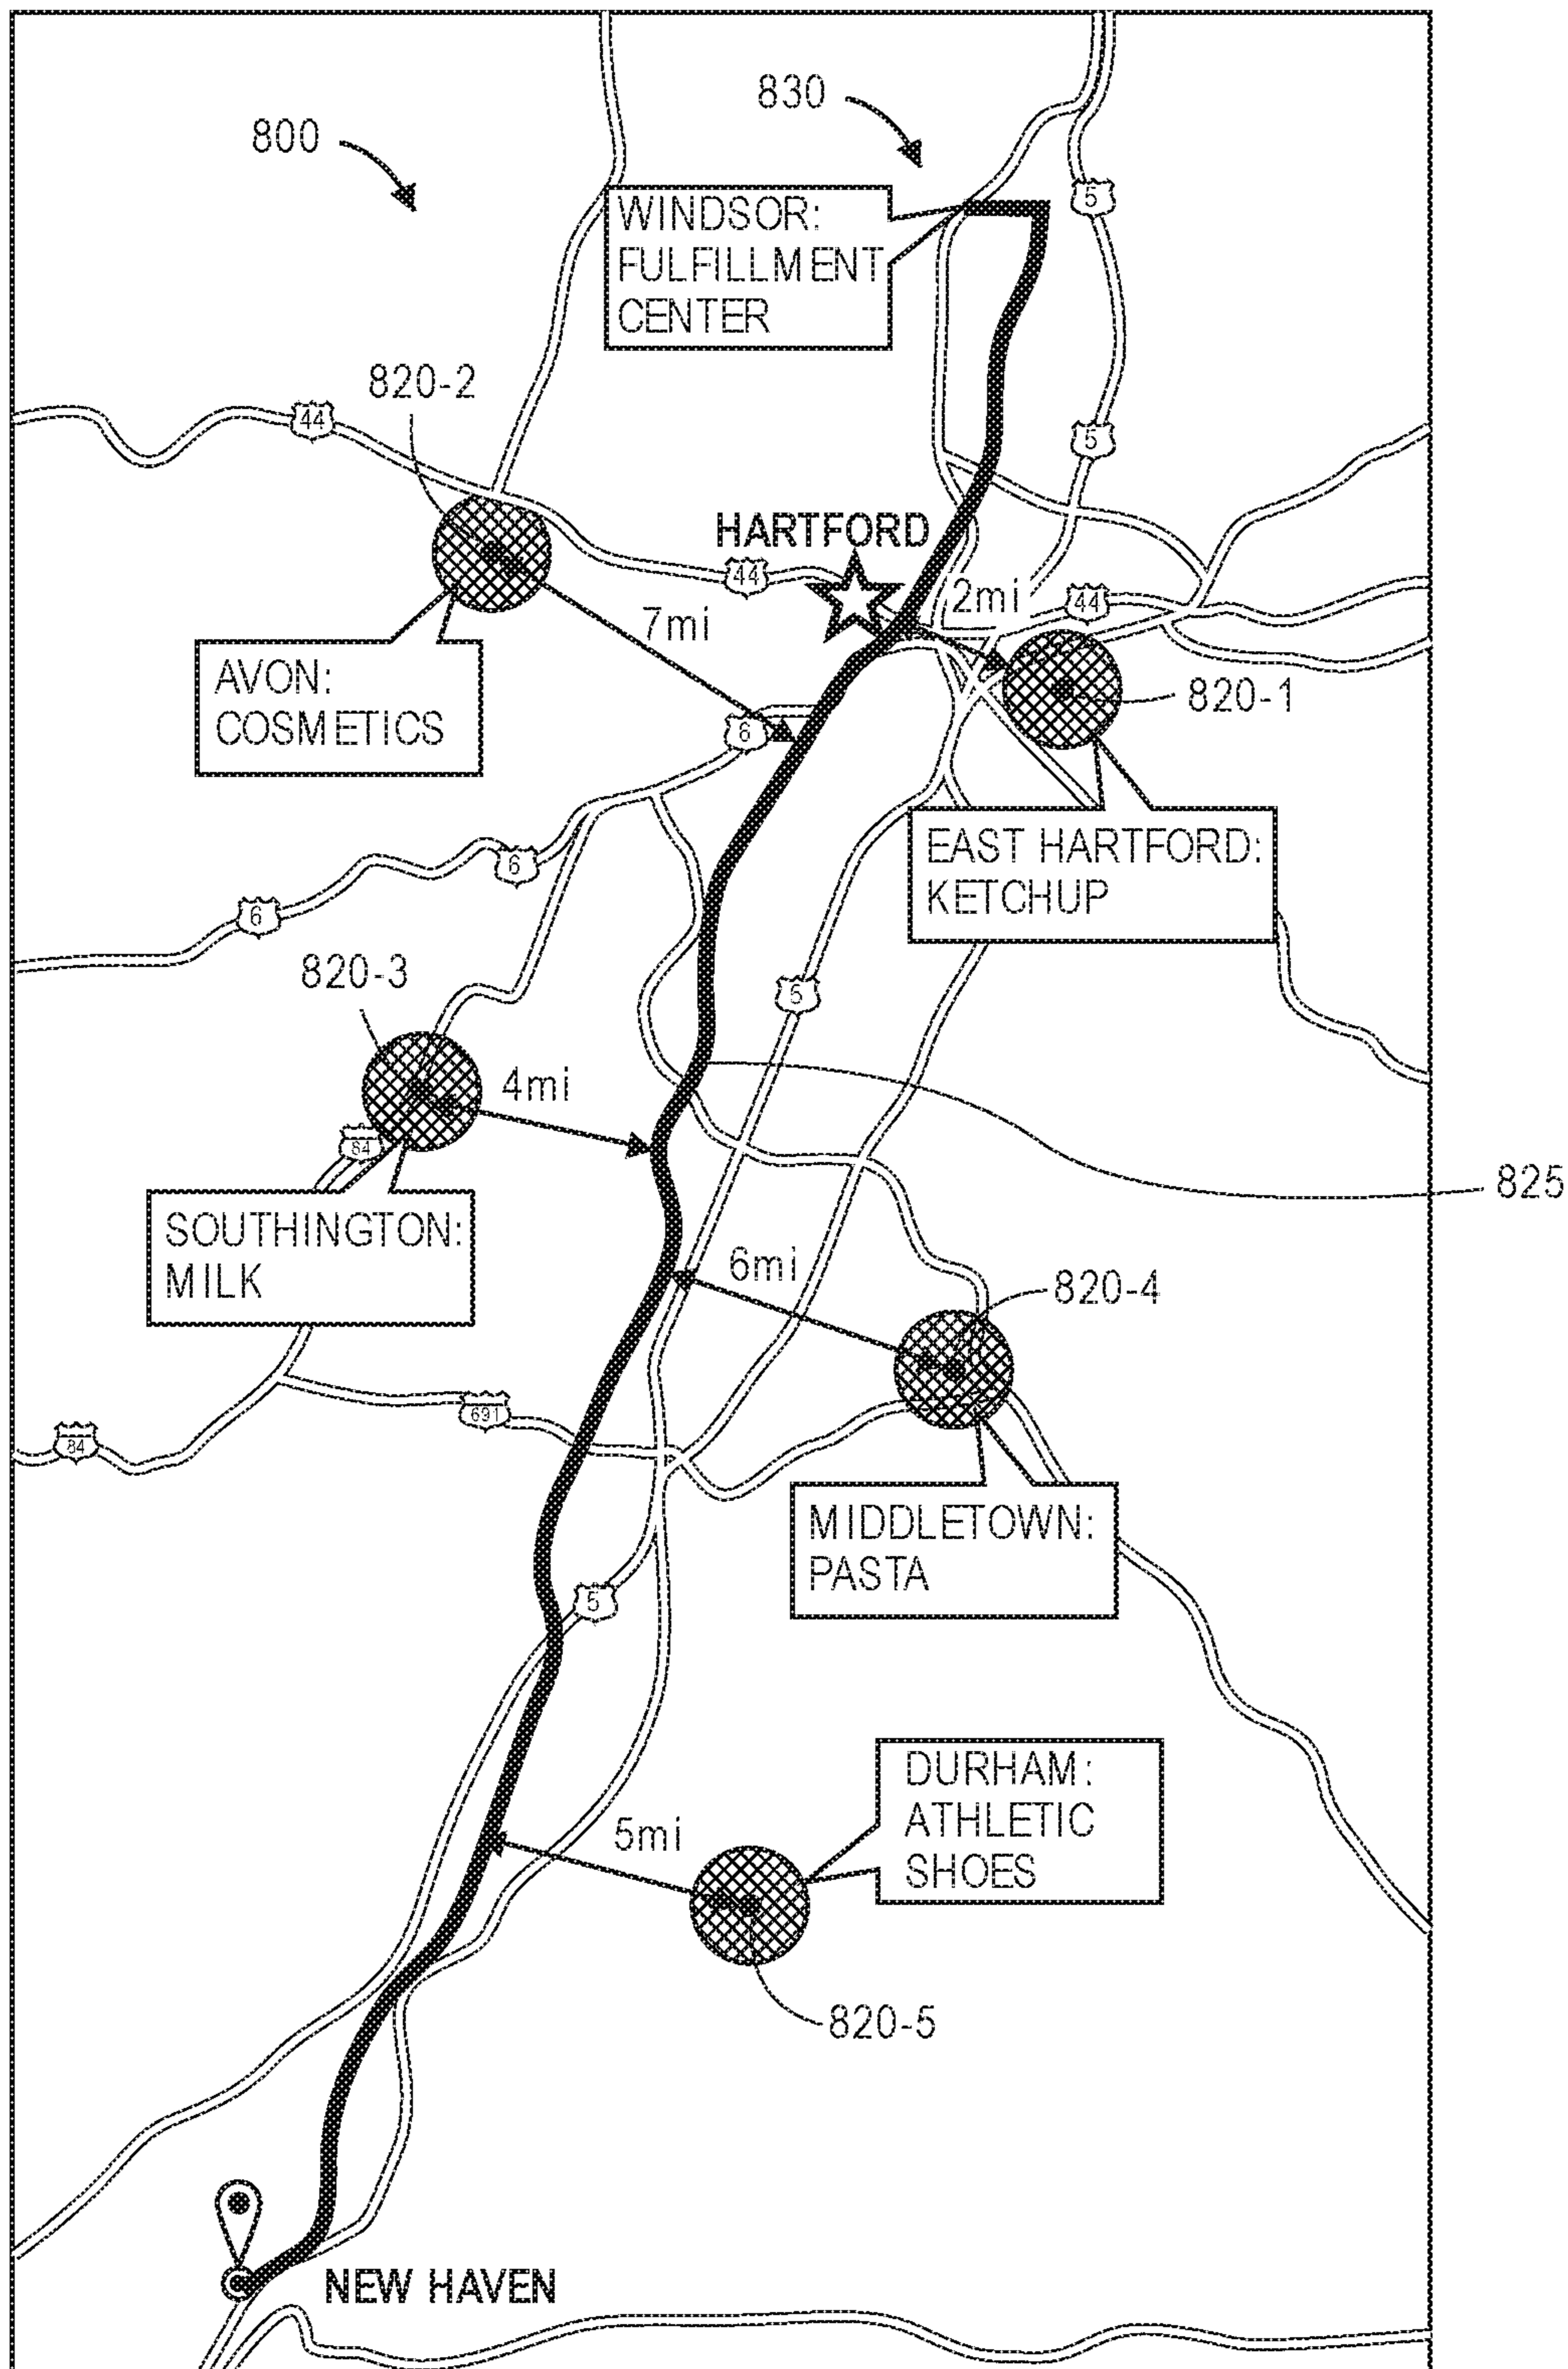 830
800
5
WINDSOR:
FULFILLMENT
CENTER
820-2
44
5
HARTFORD
44
2mi
44
7mi
AVON:
COSMETICS
820-1
6
EAST HARTFORD:
KETCHUP
6
6
820-3
5
4mi
84
825
SOUTHINGTON:
MILK
6mi
820-4
691
84
MIDDLETOWN:
PASTA
5
DURHAM:
ATHLETIC
SHOES
5mi
820-5
NEW HAVEN